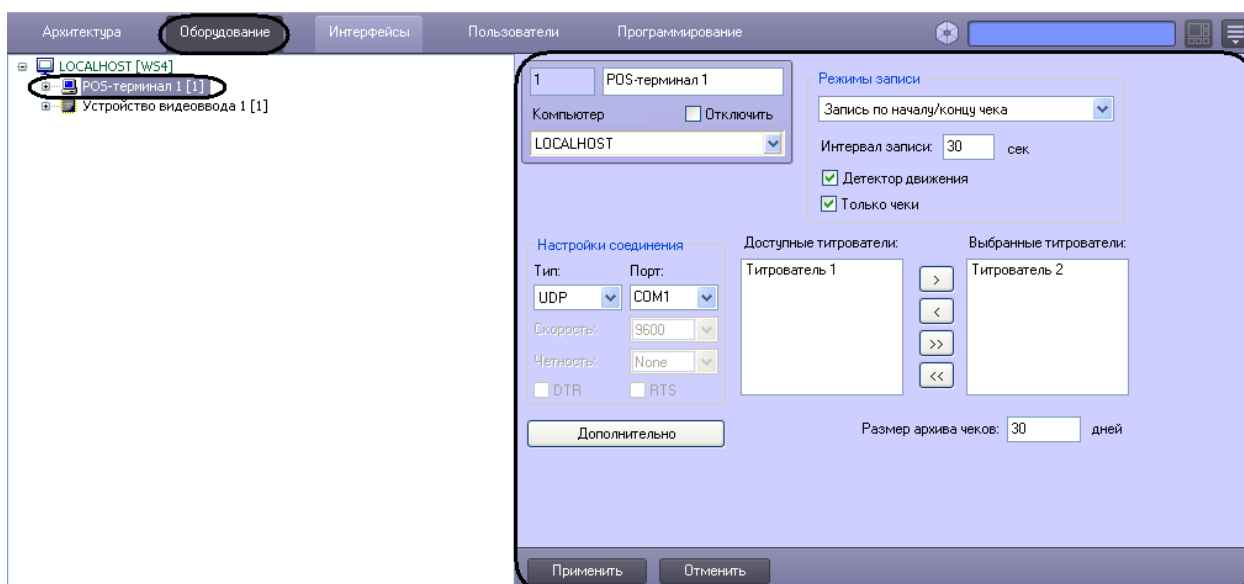 Архитектура Оборудование Интерфейсы Пользователи Программирование
LOCALHOST [WS4]
POS-терминал 1 [1]
Устройство видеоввода 1 [1]
1 POS-терминал 1
Компьютер Отключить
LOCALHOST
Режимы записи
Запись по началу/концу чека
Интервал записи: 30 сек
Детектор движения
Только чеки
Настройки соединения
Тип: Порт:
UDP COM1
Скорость: 9600
Четность: None
DTR RTS
Дополнительно
Доступные титрователи: Выбранные титрователи:
Титрователь 1 Титрователь 2
>
<
>>
<<
Размер архива чеков: 30 дней
Применить Отменить